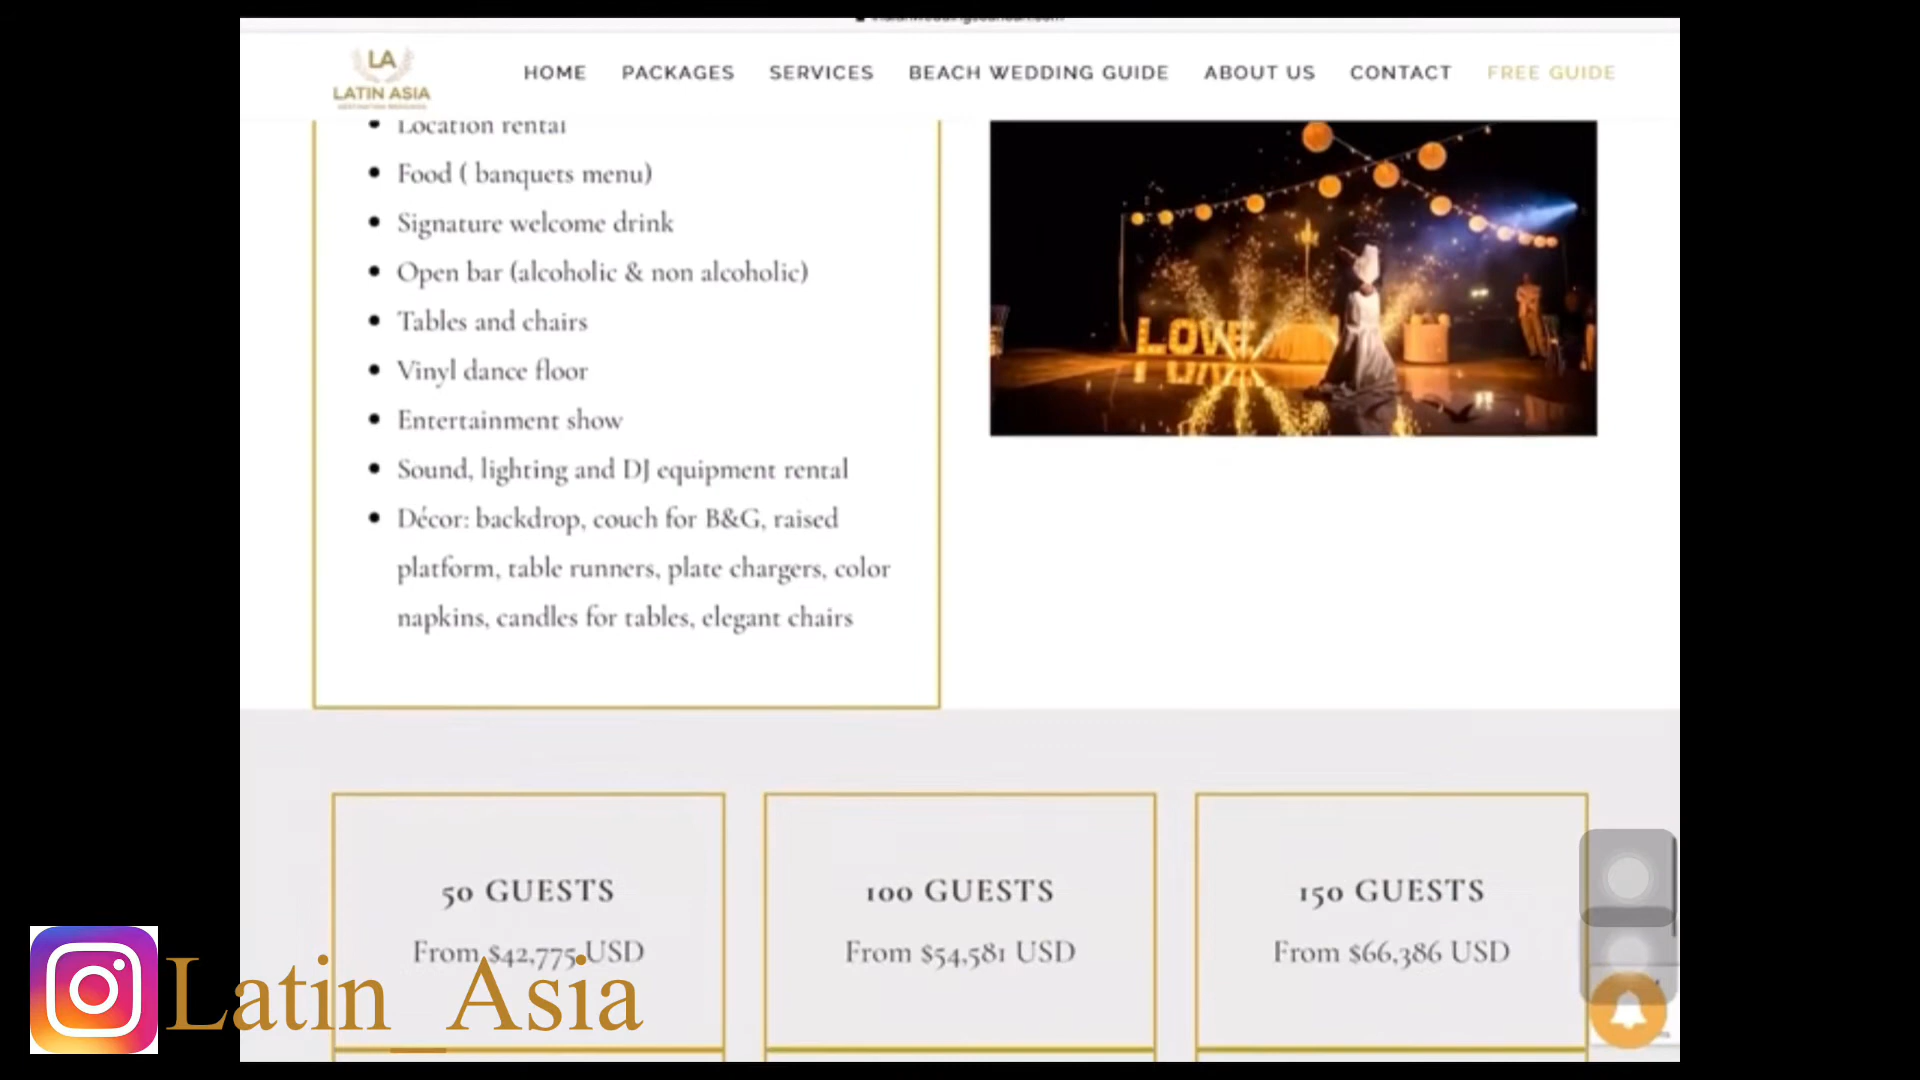 LA
LATIN ASIA
HOME PACKAGES SERVICES BEACH WEDDING GUIDE ABOUT US CONTACT FREE GUIDE
Location rental
Food ( banquets menu)
Signature welcome drink
Open bar (alcoholic & non alcoholic)
Tables and chairs
Vinyl dance floor
Entertainment show
Sound, lighting and DJ equipment rental
Décor: backdrop, couch for B&G, raised
platform, table runners, plate chargers, color
napkins, candles for tables, elegant chairs
LOVE
50 GUESTS
From $42,775 USD
100 GUESTS
From $54,581 USD
150 GUESTS
From $66,386 USD
Latin_Asia